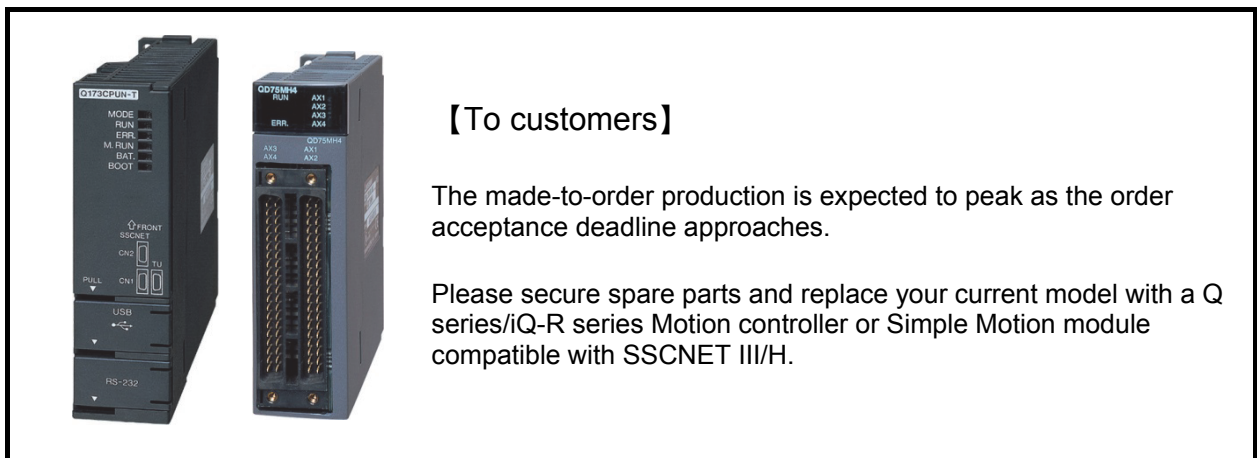 Q173CPUN-T
MODE
RUN
ERR.
M.RUN
BAT.
BOOT
FRONT
SSCNET
CN2
TU
PULL
CN1
USB
RS-232
QD75MH4
RUN AX1
AX2
AX3
ERR. AX4
QD75MH4
AX3 AX1
AX4 AX2
【To customers】
The made-to-order production is expected to peak as the order
acceptance deadline approaches.
Please secure spare parts and replace your current model with a Q
series/iQ-R series Motion controller or Simple Motion module
compatible with SSCNET III/H.